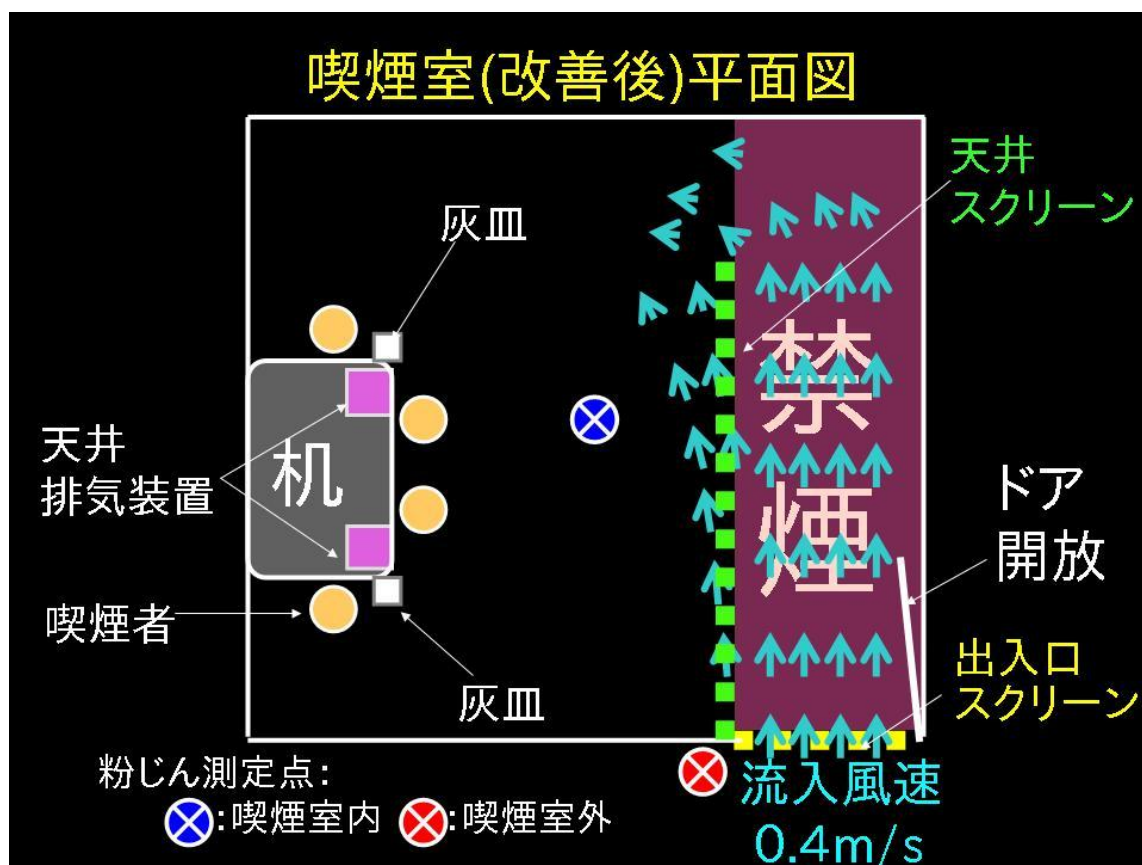 喫煙室(改善後)平面図
天井
スクリーン
灰皿
禁煙
天井
排気装置
机
ドア
開放
喫煙者
灰皿
出入口
スクリーン
粉じん測定点:
:喫煙室内 :喫煙室外
流入風速
0.4m/s